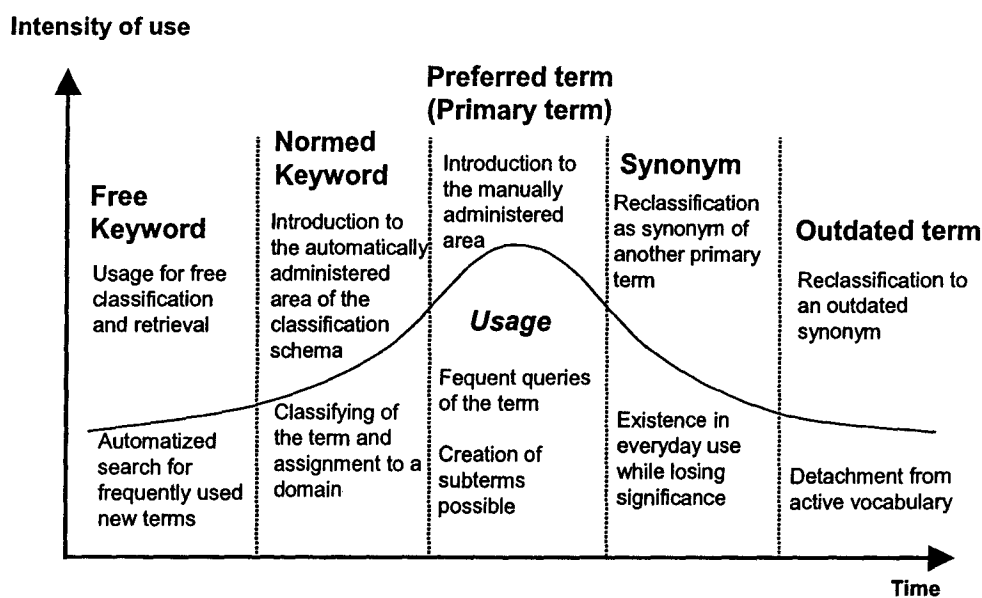 Intensity of use
Free
Keyword
Usage for free
classification
and retrieval
Automatized
search for
frequently used
new terms
Normed
Keyword
Introduction to
the automatically
administered
area of the
classification
schema
Classifying of
the term and
assignment to a
domain
Preferred term
(Primary term)
Introduction to
the manually
administered
area
Usage
Fequent queries
of the term
Creation of
subterms
possible
Synonym
Reclassification
as synonym of
another primary
term
Existence in
everyday use
while losing
significance
Outdated term
Reclassification to
an outdated
synonym
Detachment from
active vocabulary
Time